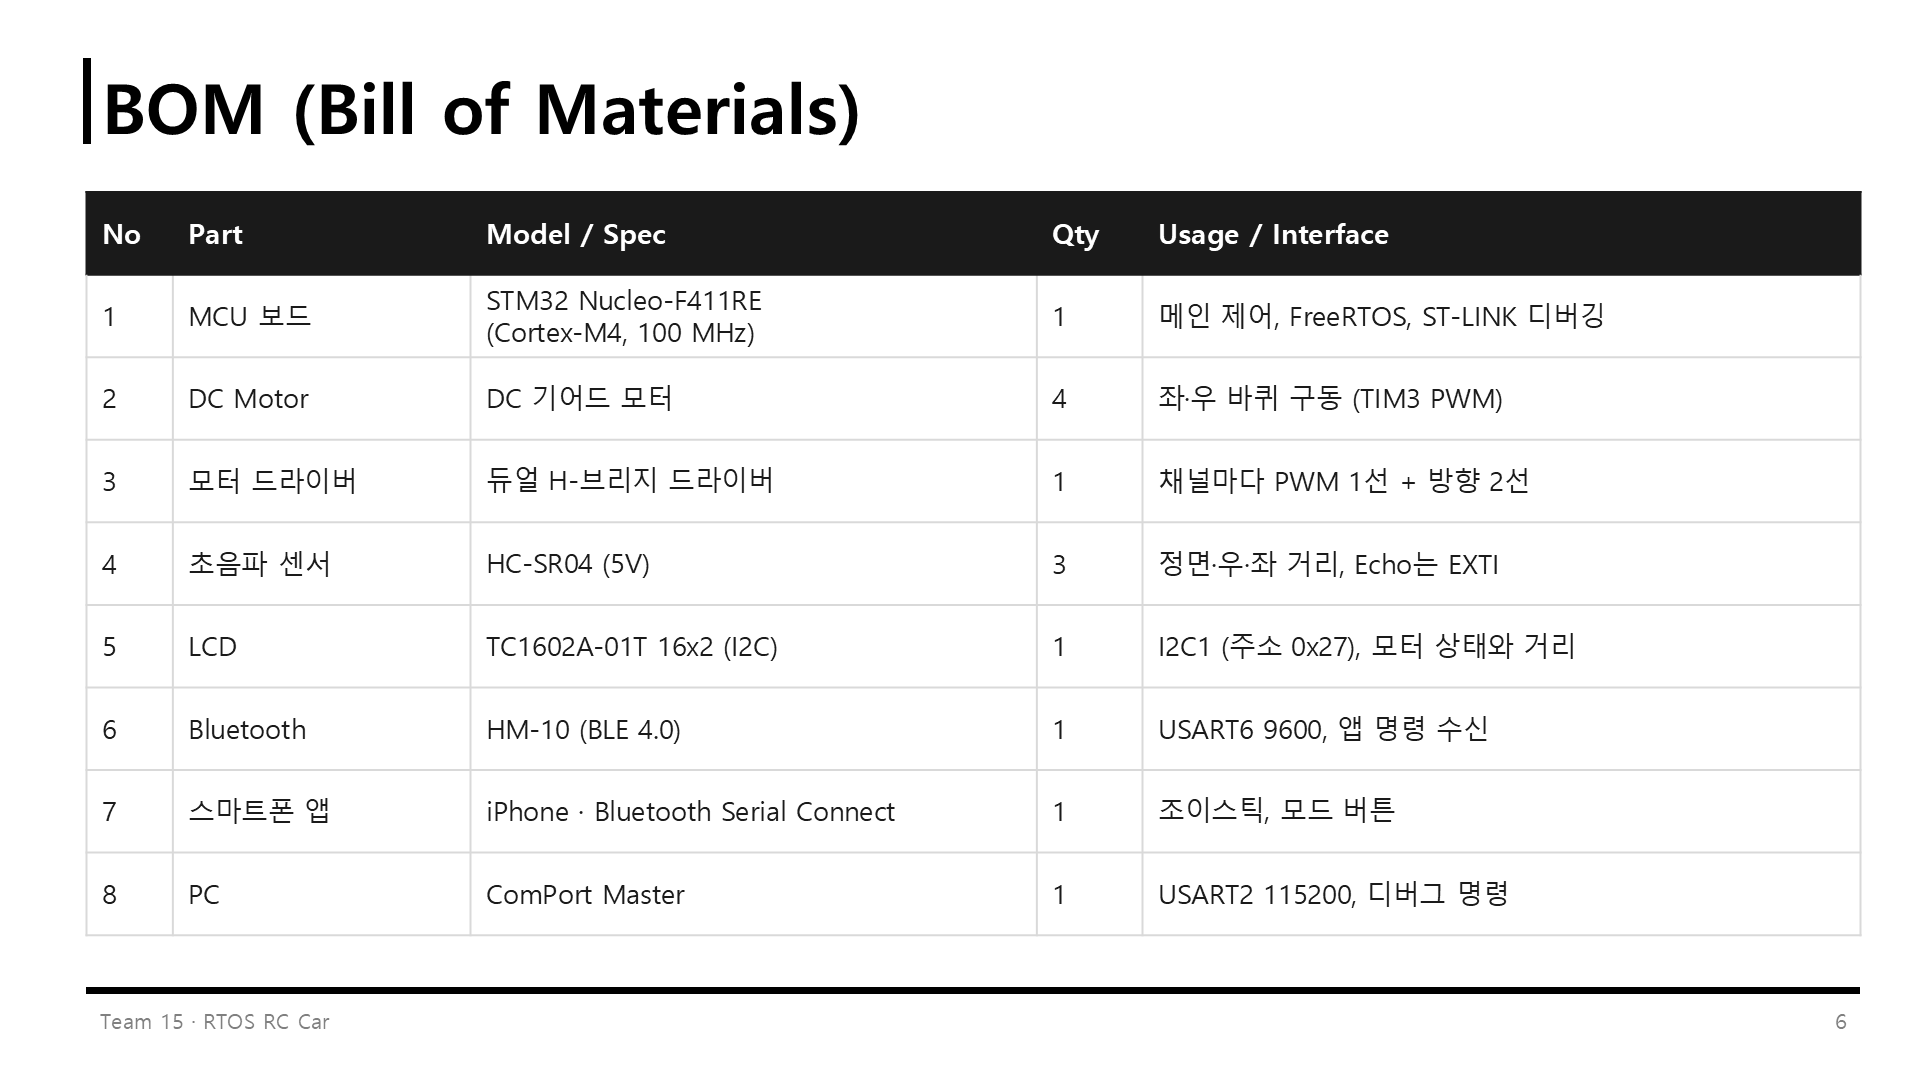 BOM (Bill of Materials)
No Part Model / Spec Qty Usage / Interface
1 MCU 보드 STM32 Nucleo-F411RE (Cortex-M4, 100 MHz) 1 메인 제어, FreeRTOS, ST-LINK 디버깅
2 DC Motor DC 기어드 모터 4 좌·우 바퀴 구동 (TIM3 PWM)
3 모터 드라이버 듀얼 H-브리지 드라이버 1 채널마다 PWM 1선 + 방향 2선
4 초음파 센서 HC-SR04 (5V) 3 정면·우·좌 거리, Echo는 EXTI
5 LCD TC1602A-01T 16x2 (I2C) 1 I2C1 (주소 0x27), 모터 상태와 거리
6 Bluetooth HM-10 (BLE 4.0) 1 USART6 9600, 앱 명령 수신
7 스마트폰 앱 iPhone · Bluetooth Serial Connect 1 조이스틱, 모드 버튼
8 PC ComPort Master 1 USART2 115200, 디버그 명령
Team 15 · RTOS RC Car 6